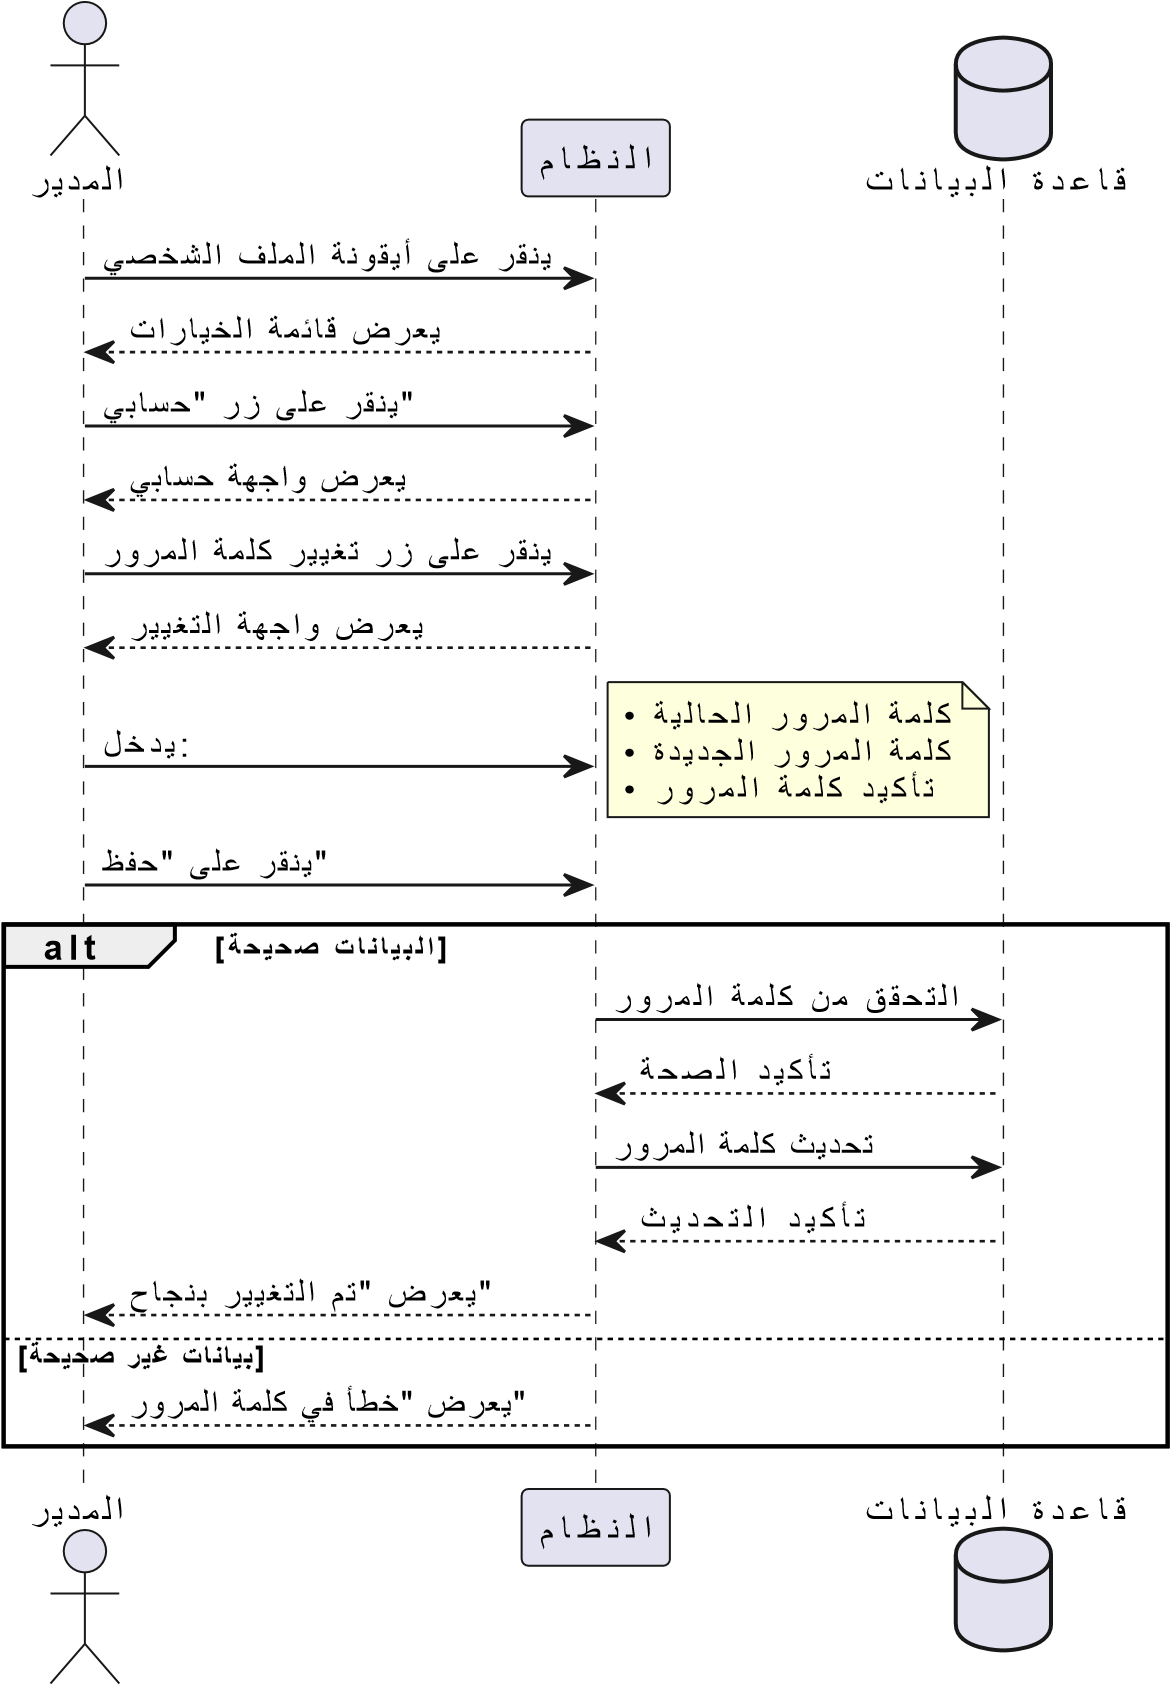 المدير
النظام
قاعدة البيانات
ينقر على أيقونة الملف الشخصي
يعرض قائمة الخيارات
ينقر على زر "حسابي"
يعرض واجهة حسابي
ينقر على زر تغيير كلمة المرور
يعرض واجهة التغيير
يدخل:
• كلمة المرور الحالية
• كلمة المرور الجديدة
• تأكيد كلمة المرور
ينقر على "حفظ"
alt
[البيانات صحيحة]
التحقق من كلمة المرور
تأكيد الصحة
تحديث كلمة المرور
تأكيد التحديث
يعرض "تم التغيير بنجاح"
[بيانات غير صحيحة]
يعرض "خطأ في كلمة المرور"
المدير
النظام
قاعدة البيانات